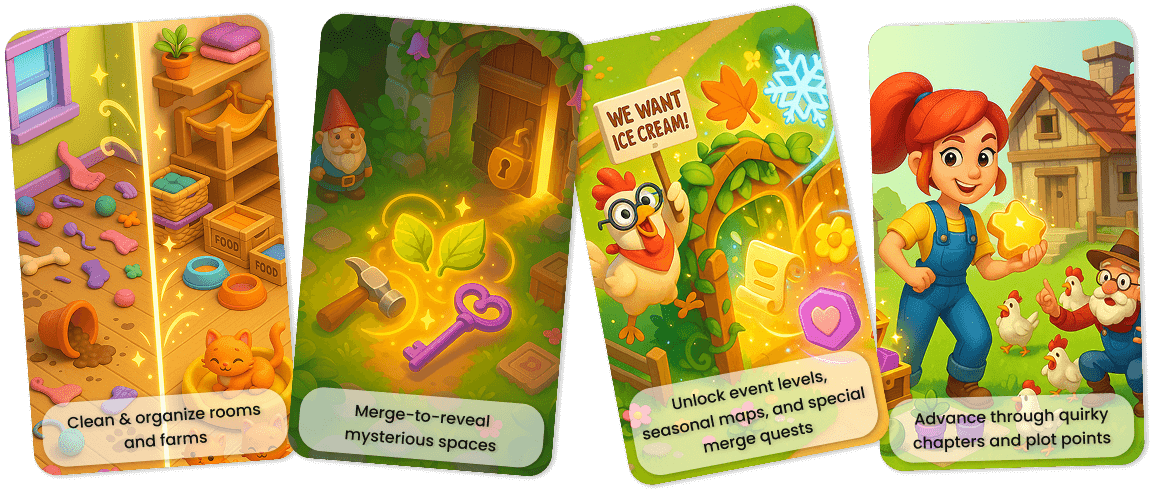 Clean & organize rooms
and farms
FOOD
FOOD
Merge-to-reveal
mysterious spaces
WE WANT
ICE CREAM!
Unlock event levels,
seasonal maps, and special
merge quests
Advance through quirky
chapters and plot points